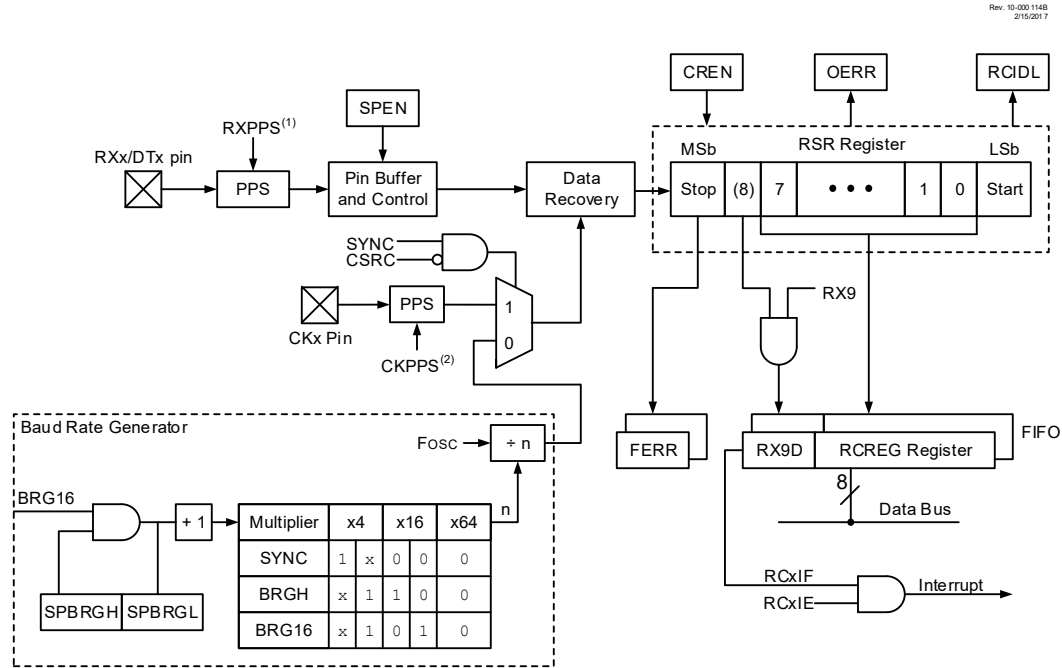 Rev. 10-000 114B
2/15/2017
CREN
OERR
RCIDL
SPEN
RXPPS(1)
RXx/DTx pin
PPS
Pin Buffer
and Control
Data
Recovery
MSb
RSR Register
LSb
Stop
(8)
7
• • •
1
0
Start
SYNC
CSRC
RX9
CKx Pin
PPS
CKPPS(2)
1
0
Baud Rate Generator
FOSC
÷ n
FERR
RX9D
RCREG Register
FIFO
8
Data Bus
BRG16
+ 1
n
Multiplier x4 x16 x64
SYNC 1 x 0 0 0
BRGH x 1 1 0 0
BRG16 x 1 0 1 0
SPBRGH SPBRGL
RCxIF
RCxIE
Interrupt